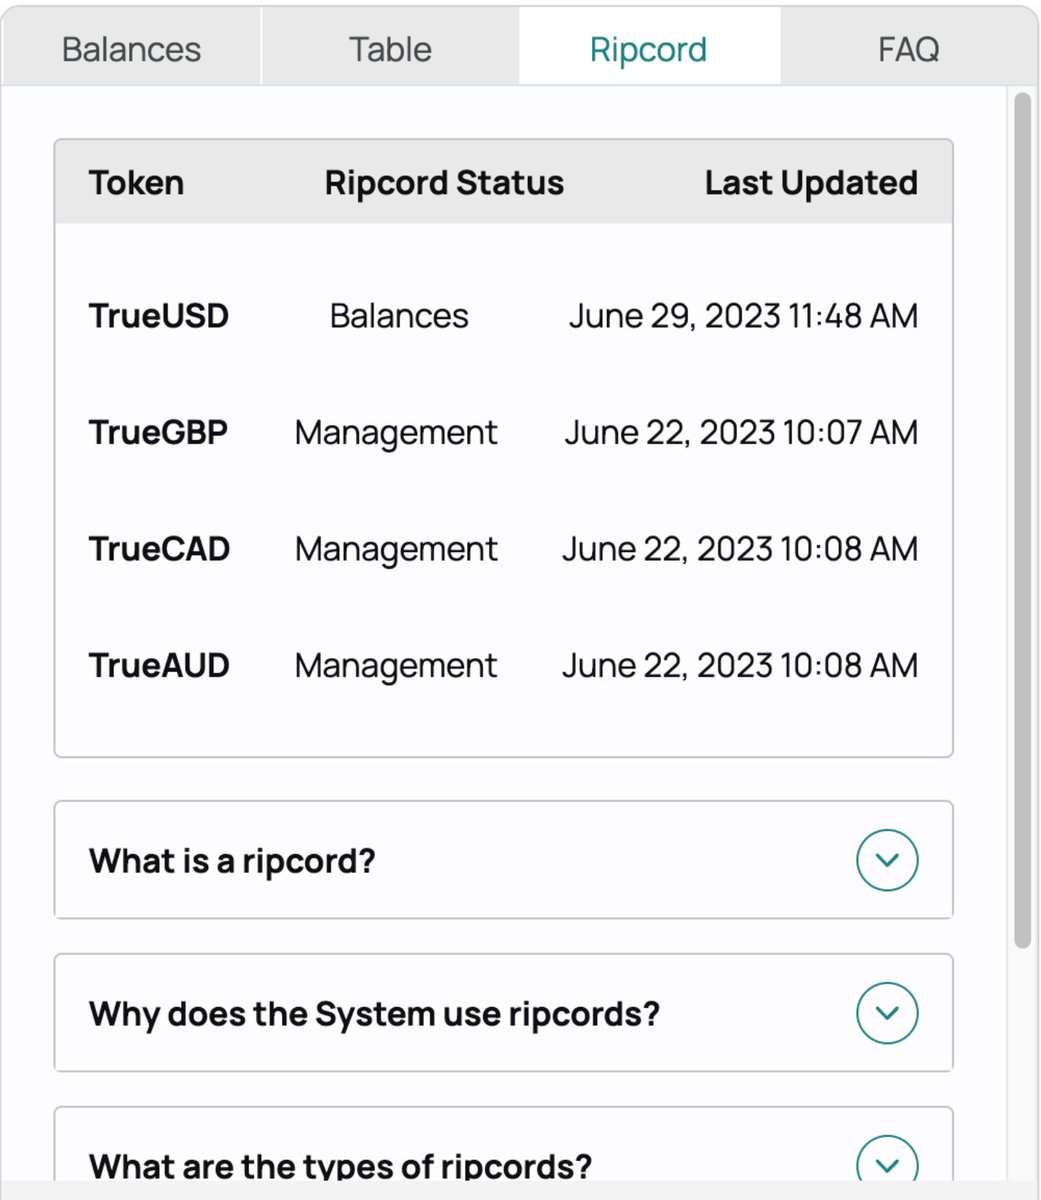 Balances Table Ripcord FAQ
Token Ripcord Status Last Updated
TrueUSD Balances June 29, 2023 11:48 AM
TrueGBP Management June 22, 2023 10:07 AM
TrueCAD Management June 22, 2023 10:08 AM
TrueAUD Management June 22, 2023 10:08 AM
What is a ripcord?
Why does the System use ripcords?
What are the types of ripcords?